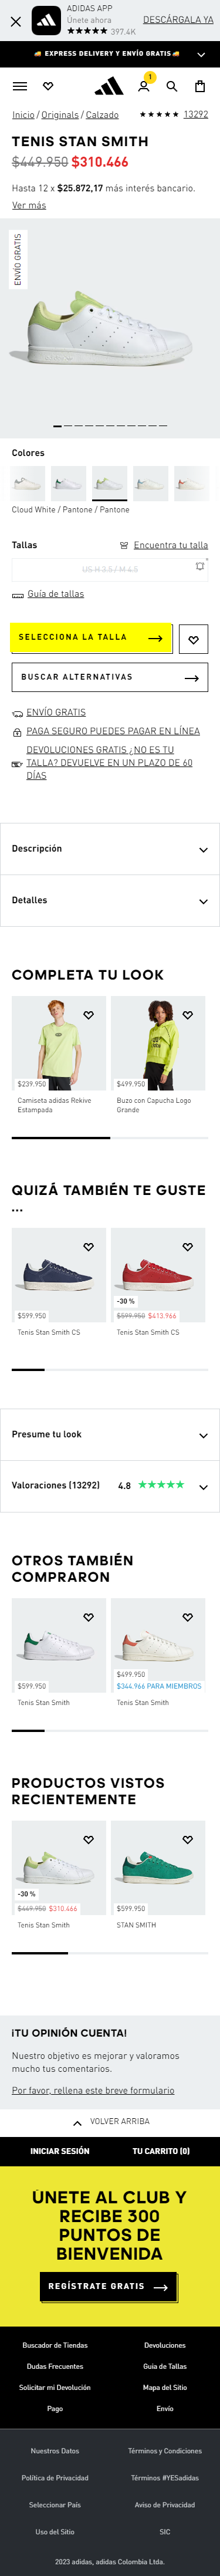 ADIDAS APP
Únete ahora
★★★★★ 397.4K
DESCÁRGALA YA
EXPRESS DELIVERY Y ENVÍO GRATIS
1
Inicio / Originals / Calzado
★★★★★ 13292
TENIS STAN SMITH
$449.950 $310.466
Hasta 12 x $25.872,17 más interés bancario.
Ver más
ENVÍO GRATIS
Colores
Cloud White / Pantone / Pantone
Tallas
Encuentra tu talla
US H 3.5 / M 4.5
Guía de tallas
SELECCIONA LA TALLA
BUSCAR ALTERNATIVAS
ENVÍO GRATIS
PAGA SEGURO PUEDES PAGAR EN LÍNEA
DEVOLUCIONES GRATIS ¿NO ES TU
TALLA? DEVUELVE EN UN PLAZO DE 60
DÍAS
Descripción
Detalles
COMPLETA TU LOOK
$239.950
Camiseta adidas Rekive
Estampada
$499.950
Buzo con Capucha Logo
Grande
QUIZÁ TAMBIÉN TE GUSTE
...
$599.950
Tenis Stan Smith CS
-30 %
$599.950 $413.966
Tenis Stan Smith CS
Presume tu look
Valoraciones (13292)
4.8 ★★★★★
OTROS TAMBIÉN
COMPRARON
$599.950
Tenis Stan Smith
$499.950
$344.966 PARA MIEMBROS
Tenis Stan Smith
PRODUCTOS VISTOS
RECIENTEMENTE
-30 %
$449.950 $310.466
Tenis Stan Smith
$599.950
STAN SMITH
¡TU OPINIÓN CUENTA!
Nuestro objetivo es mejorar y valoramos
mucho tus comentarios.
Por favor, rellena este breve formulario
VOLVER ARRIBA
INICIAR SESIÓN
TU CARRITO (0)
ÚNETE AL CLUB Y
RECIBE 300
PUNTOS DE
BIENVENIDA
REGÍSTRATE GRATIS
Buscador de Tiendas
Devoluciones
Dudas Frecuentes
Guía de Tallas
Solicitar mi Devolución
Mapa del Sitio
Pago
Envío
Nuestros Datos
Términos y Condiciones
Política de Privacidad
Términos #YESadidas
Seleccionar País
Aviso de Privacidad
Uso del Sitio
SIC
2023 adidas, adidas Colombia Ltda.